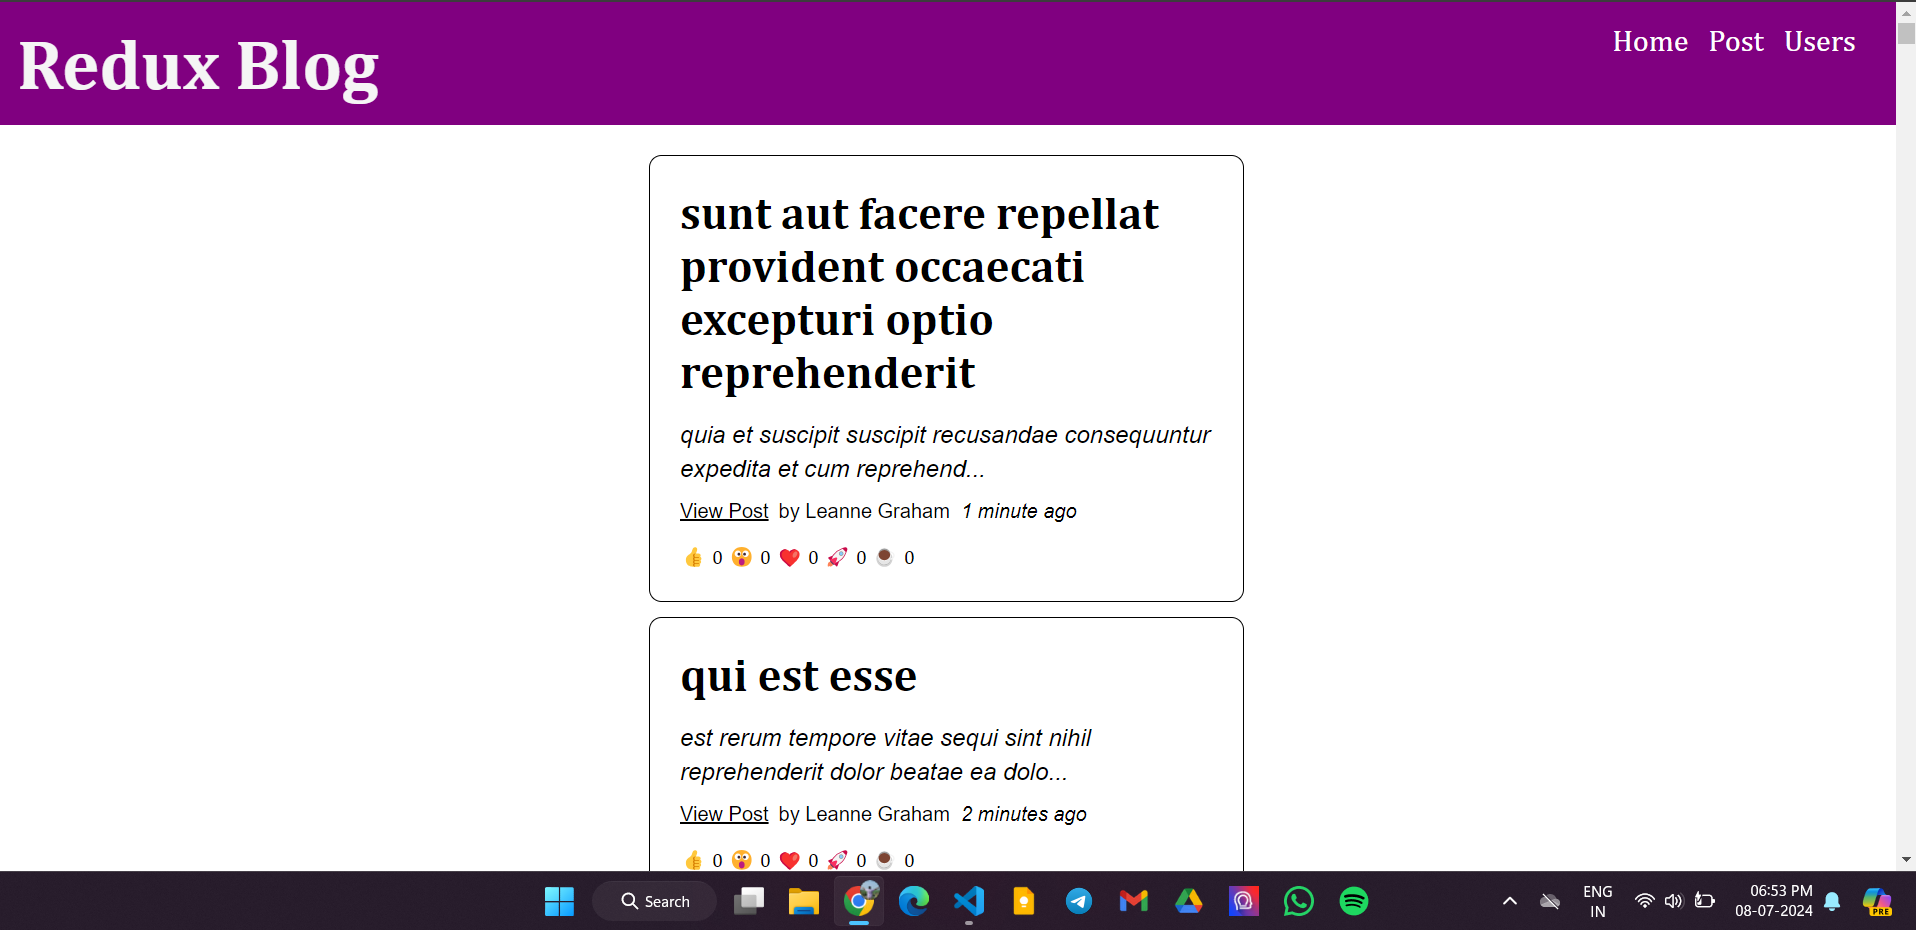 Redux Blog
Home Post Users
sunt aut facere repellat
provident occaecati
excepturi optio
reprehenderit
quia et suscipit suscipit recusandae consequuntur
expedita et cum reprehend...
View Post by Leanne Graham 1 minute ago
👍 0 😯 0 ❤️ 0 🚀 0 ☕ 0
qui est esse
est rerum tempore vitae sequi sint nihil
reprehenderit dolor beatae ea dolo...
View Post by Leanne Graham 2 minutes ago
👍 0 😯 0 ❤️ 0 🚀 0 ☕ 0
Search
ENG
IN
06:53 PM
08-07-2024
PRE